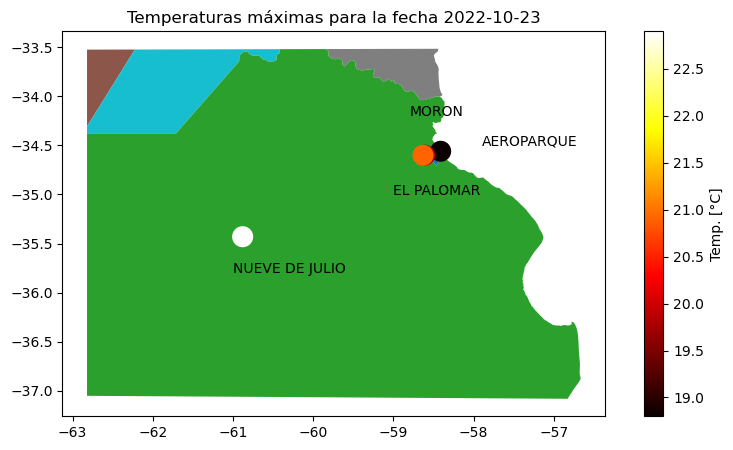 Temperaturas máximas para la fecha 2022-10-23
−33.5
−34.0
−34.5
−35.0
−35.5
−36.0
−36.5
−37.0
MORON
AEROPARQUE
EL PALOMAR
NUEVE DE JULIO
−63 −62 −61 −60 −59 −58 −57
22.5
22.0
21.5
21.0
20.5
20.0
19.5
19.0
Temp. [°C]